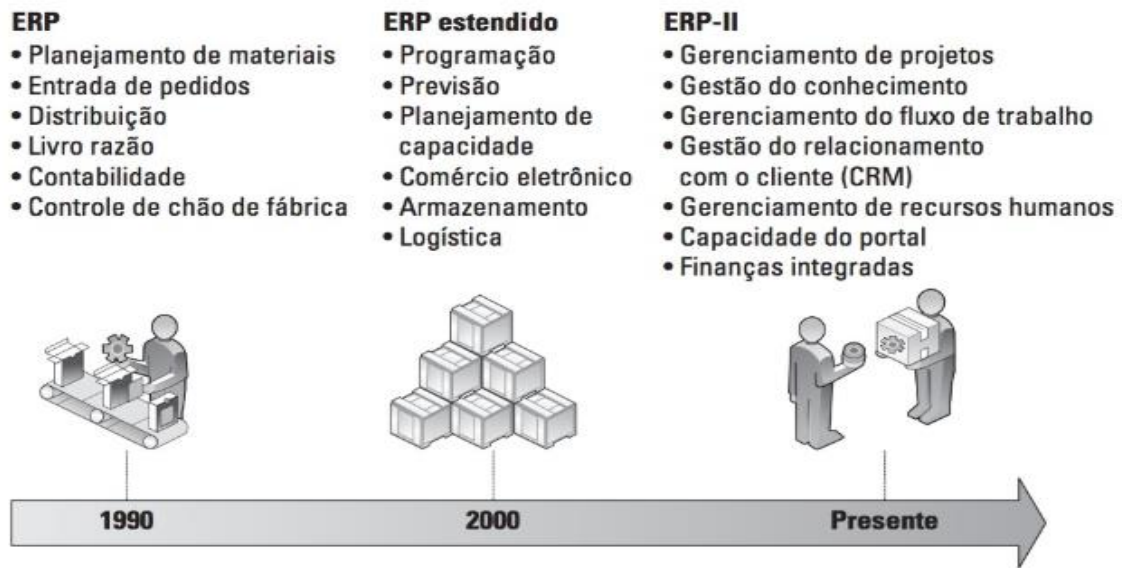 ERP
• Planejamento de materiais
• Entrada de pedidos
• Distribuição
• Livro razão
• Contabilidade
• Controle de chão de fábrica
ERP estendido
• Programação
• Previsão
• Planejamento de
capacidade
• Comércio eletrônico
• Armazenamento
• Logística
ERP-II
• Gerenciamento de projetos
• Gestão do conhecimento
• Gerenciamento do fluxo de trabalho
• Gestão do relacionamento
com o cliente (CRM)
• Gerenciamento de recursos humanos
• Capacidade do portal
• Finanças integradas
1990
2000
Presente